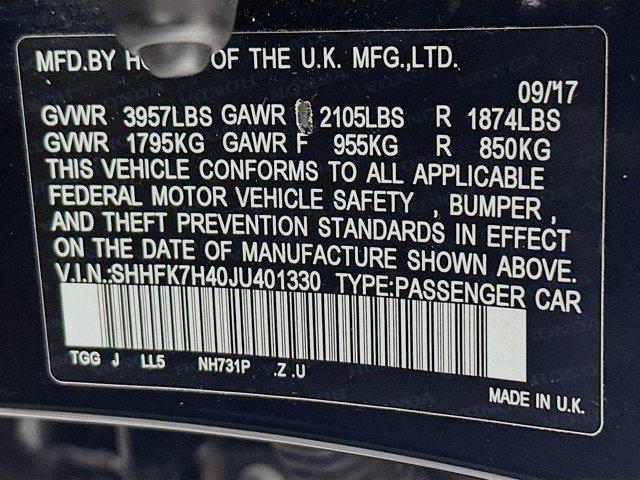 MFD.BY OF THE U.K. MFG.,LTD.
09/17
GVWR 3957LBS GAWR 2105LBS R 1874LBS
GVWR 1795KG GAWR F 955KG R 850KG
THIS VEHICLE CONFORMS TO ALL APPLICABLE
FEDERAL MOTOR VEHICLE SAFETY , BUMPER ,
AND THEFT PREVENTION STANDARDS IN EFFECT
ON THE DATE OF MANUFACTURE SHOWN ABOVE.
V.I.N.:SHHFK7H40JU401330 TYPE:PASSENGER CAR
TGG J LL5 NH731P .Z .U
MADE IN U.K.